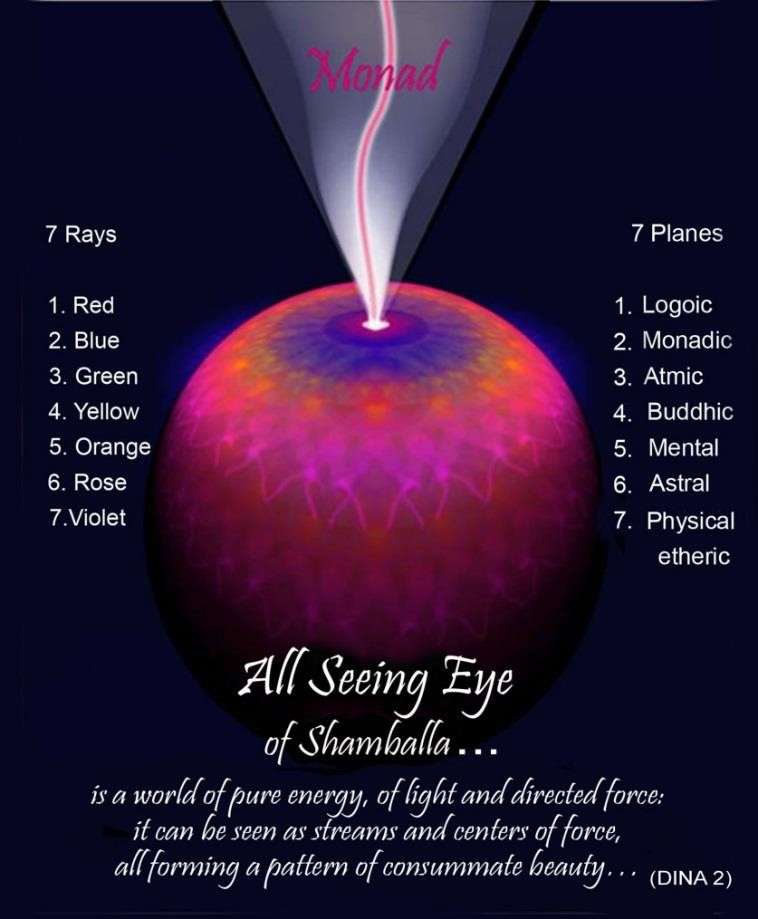 Monad
7 Rays
1. Red
2. Blue
3. Green
4. Yellow
5. Orange
6. Rose
7.Violet
7 Planes
1. Logoic
2. Monadic
3. Atmic
4. Buddhic
5. Mental
6. Astral
7. Physical
etheric
All Seeing Eye
of Shamballa...
is a world of pure energy, of light and directed force:
it can be seen as streams and centers of force,
all forming a pattern of consummate beauty... (DINA 2)